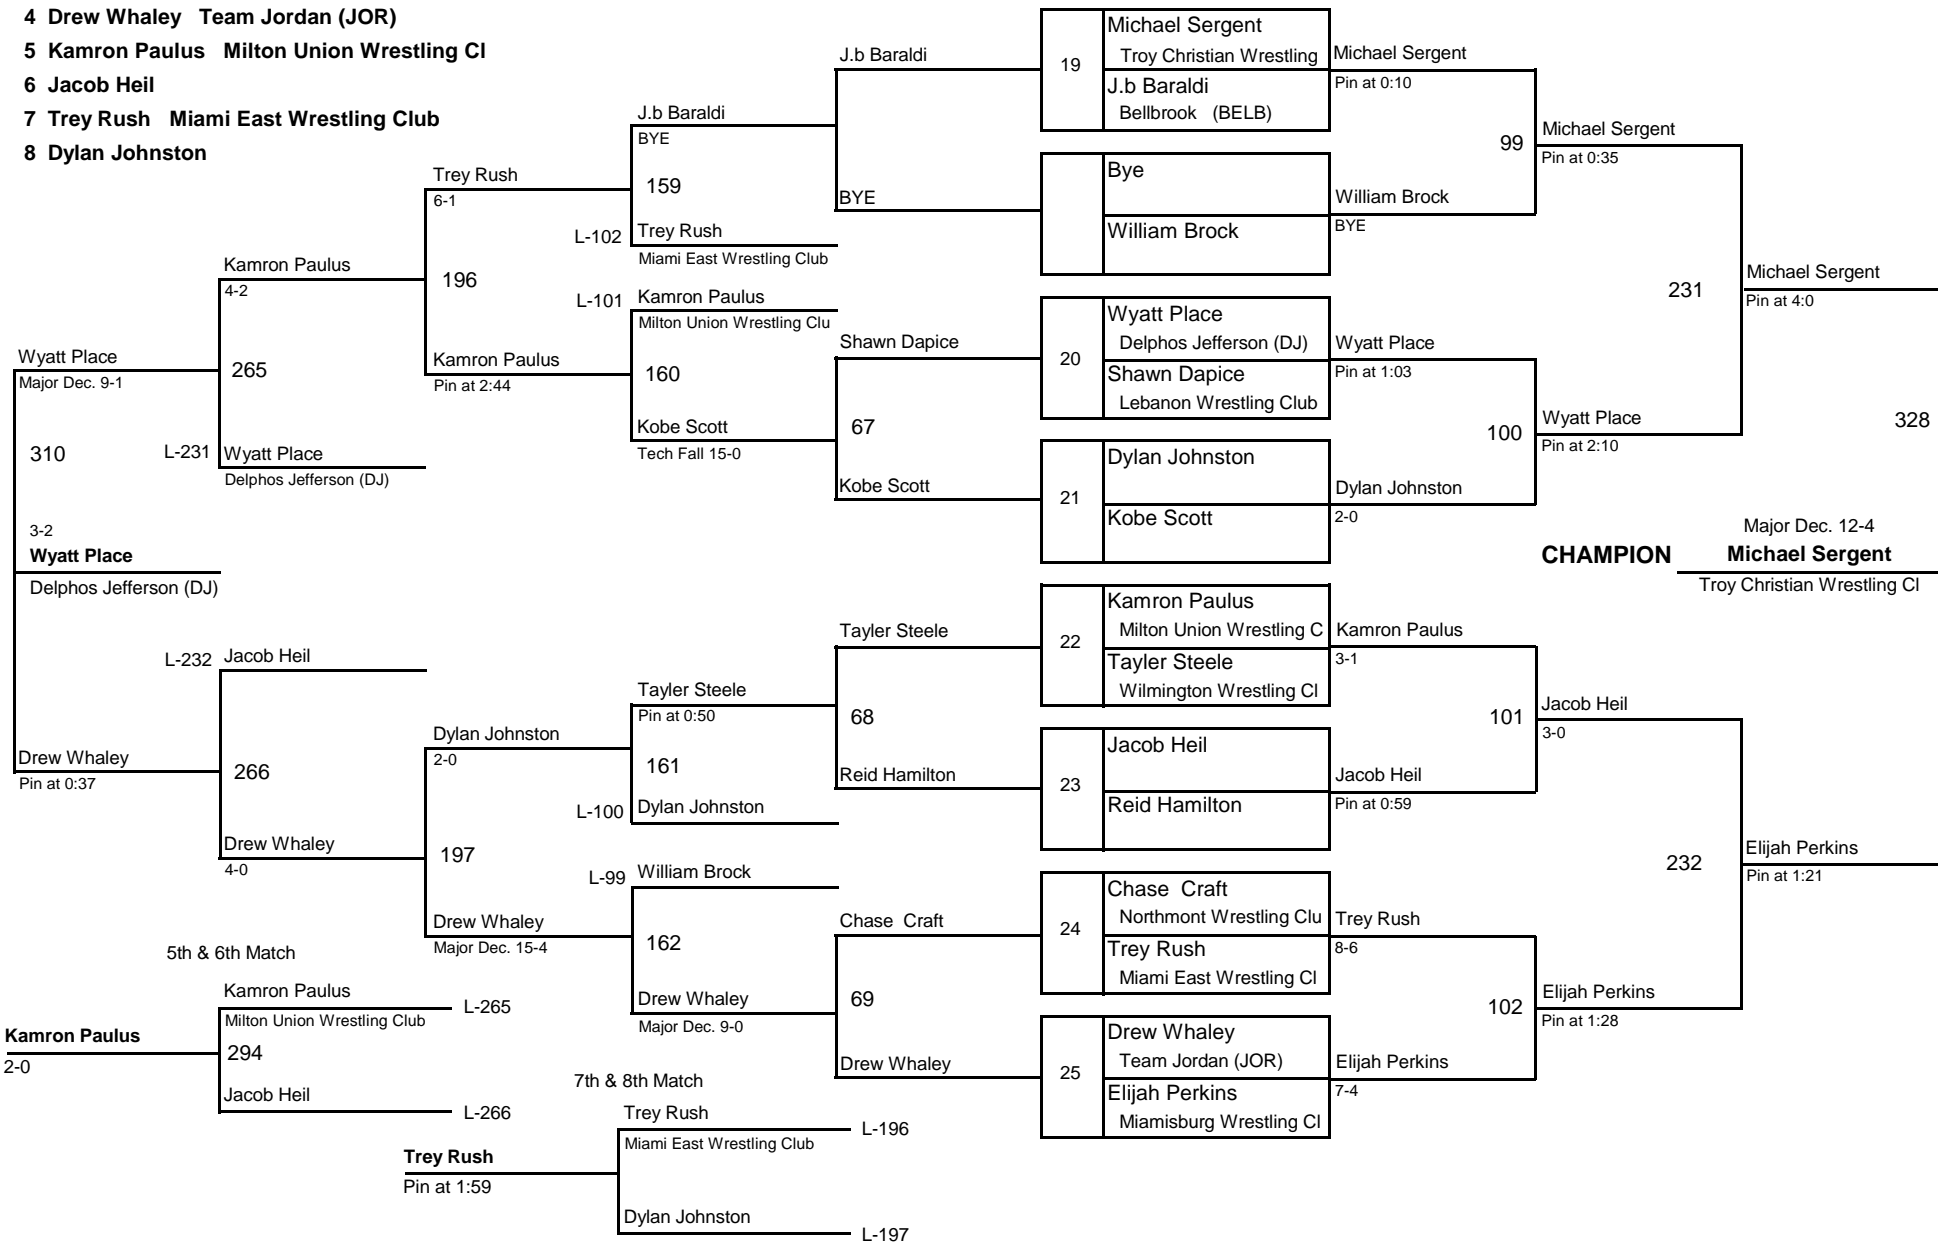 4 Drew Whaley Team Jordan (JOR)
5 Kamron Paulus Milton Union Wrestling Cl
6 Jacob Heil
7 Trey Rush Miami East Wrestling Club
8 Dylan Johnston
Wyatt Place
Major Dec. 9-1
310
3-2
Wyatt Place
Delphos Jefferson (DJ)
Drew Whaley
Pin at 0:37
Kamron Paulus
4-2
265
L-231
Wyatt Place
Delphos Jefferson (DJ)
L-232
Jacob Heil
266
Drew Whaley
4-0
5th & 6th Match
Kamron Paulus
L-265
Milton Union Wrestling Club
Kamron Paulus
294
2-0
Jacob Heil
L-266
Trey Rush
6-1
196
Kamron Paulus
Pin at 2:44
Dylan Johnston
2-0
197
Drew Whaley
Major Dec. 15-4
7th & 8th Match
Trey Rush
L-196
Miami East Wrestling Club
Trey Rush
Pin at 1:59
Dylan Johnston
L-197
J.b Baraldi
BYE
159
L-102
Trey Rush
Miami East Wrestling Club
L-101
Kamron Paulus
Milton Union Wrestling Clu
160
Kobe Scott
Tech Fall 15-0
Tayler Steele
Pin at 0:50
161
L-100
Dylan Johnston
L-99
William Brock
162
Drew Whaley
Major Dec. 9-0
J.b Baraldi
BYE
Shawn Dapice
67
Kobe Scott
Tayler Steele
68
Reid Hamilton
Chase Craft
69
Drew Whaley
19
Michael Sergent
Troy Christian Wrestling
J.b Baraldi
Bellbrook (BELB)
Bye
William Brock
20
Wyatt Place
Delphos Jefferson (DJ)
Shawn Dapice
Lebanon Wrestling Club
21
Dylan Johnston
Kobe Scott
22
Kamron Paulus
Milton Union Wrestling C
Tayler Steele
Wilmington Wrestling Cl
23
Jacob Heil
Reid Hamilton
24
Chase Craft
Northmont Wrestling Clu
Trey Rush
Miami East Wrestling Cl
25
Drew Whaley
Team Jordan (JOR)
Elijah Perkins
Miamisburg Wrestling Cl
Michael Sergent
Pin at 0:10
99
William Brock
BYE
Wyatt Place
Pin at 1:03
100
Dylan Johnston
2-0
Kamron Paulus
3-1
101
Jacob Heil
Pin at 0:59
Trey Rush
8-6
102
Elijah Perkins
7-4
Michael Sergent
Pin at 0:35
231
Wyatt Place
Pin at 2:10
Jacob Heil
3-0
232
Elijah Perkins
Pin at 1:28
Michael Sergent
Pin at 4:0
328
Major Dec. 12-4
CHAMPION Michael Sergent
Troy Christian Wrestling Cl
Elijah Perkins
Pin at 1:21